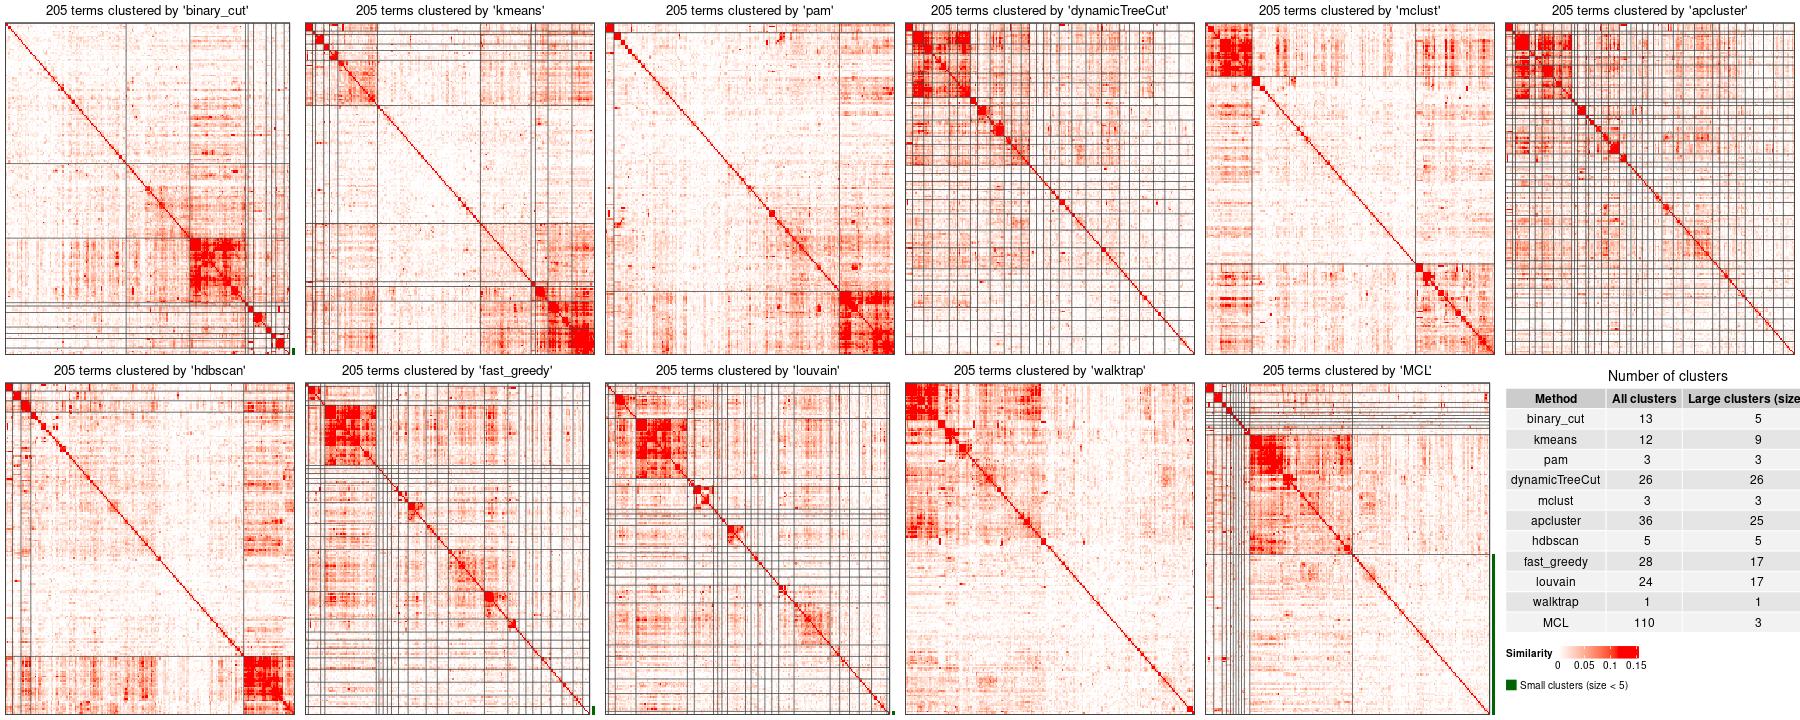 205 terms clustered by 'binary_cut'
205 terms clustered by 'kmeans'
205 terms clustered by 'pam'
205 terms clustered by 'dynamicTreeCut'
205 terms clustered by 'mclust'
205 terms clustered by 'apcluster'
205 terms clustered by 'hdbscan'
205 terms clustered by 'fast_greedy'
205 terms clustered by 'louvain'
205 terms clustered by 'walktrap'
205 terms clustered by 'MCL'
Number of clusters
Method All clusters Large clusters (size
binary_cut 13 5
kmeans 12 9
pam 3 3
dynamicTreeCut 26 26
mclust 3 3
apcluster 36 25
hdbscan 5 5
fast_greedy 28 17
louvain 24 17
walktrap 1 1
MCL 110 3
Similarity
0 0.05 0.1 0.15
Small clusters (size < 5)